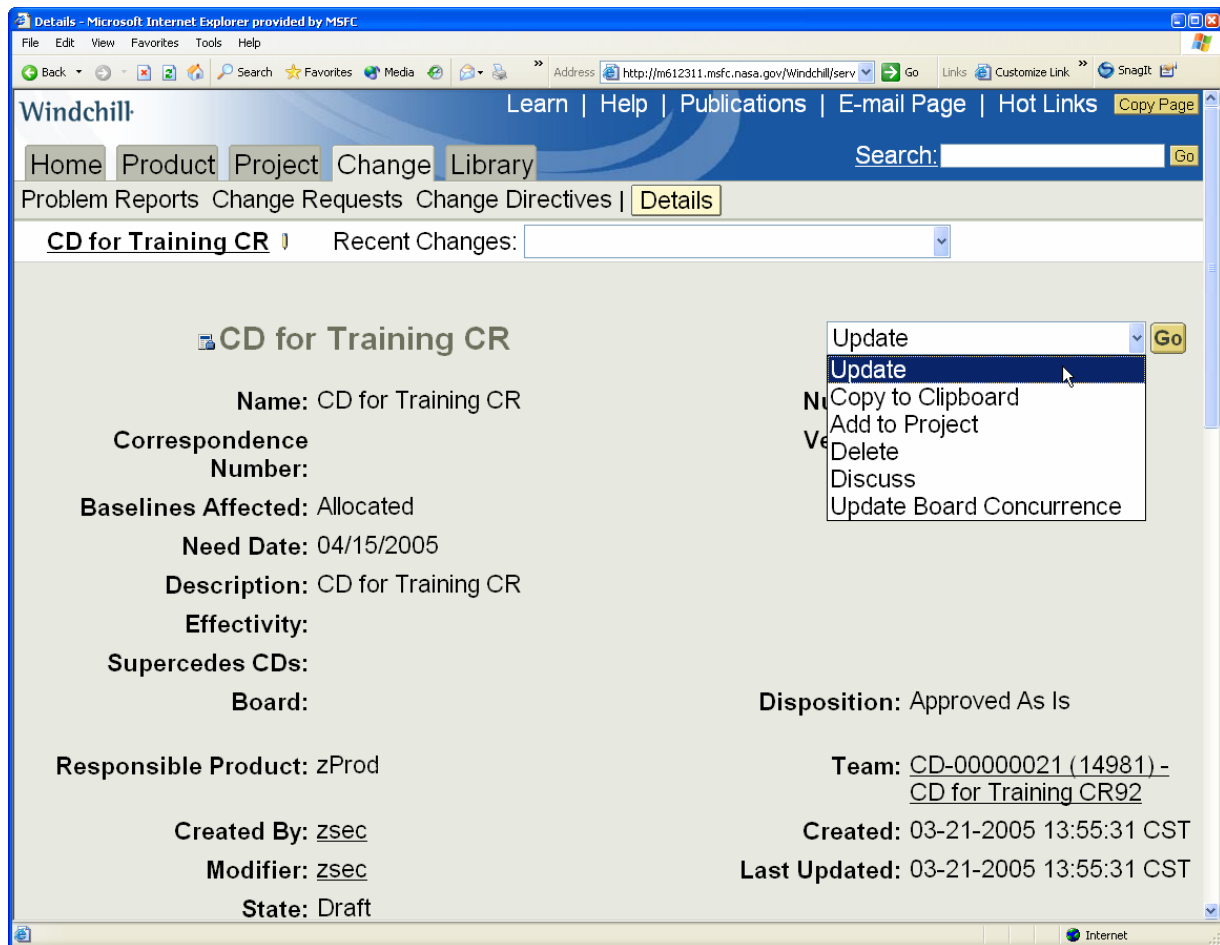 Details - Microsoft Internet Explorer provided by MSFC
File Edit View Favorites Tools Help
Back Search Favorites Media » Address http://m612311.msfc.nasa.gov/Windchill/serv Go Links Customize Link » SnagIt
Windchill
Learn | Help | Publications | E-mail Page | Hot Links Copy Page
Home Product Project Change Library Search: Go
Problem Reports Change Requests Change Directives | Details
CD for Training CR Recent Changes:
CD for Training CR
Update Go
Update
Copy to Clipboard
Add to Project
Delete
Discuss
Update Board Concurrence
Name: CD for Training CR
Correspondence
Number:
Baselines Affected: Allocated
Need Date: 04/15/2005
Description: CD for Training CR
Effectivity:
Supercedes CDs:
Board: Disposition: Approved As Is
Responsible Product: zProd Team: CD-00000021 (14981) -
CD for Training CR92
Created By: zsec Created: 03-21-2005 13:55:31 CST
Modifier: zsec Last Updated: 03-21-2005 13:55:31 CST
State: Draft
Internet